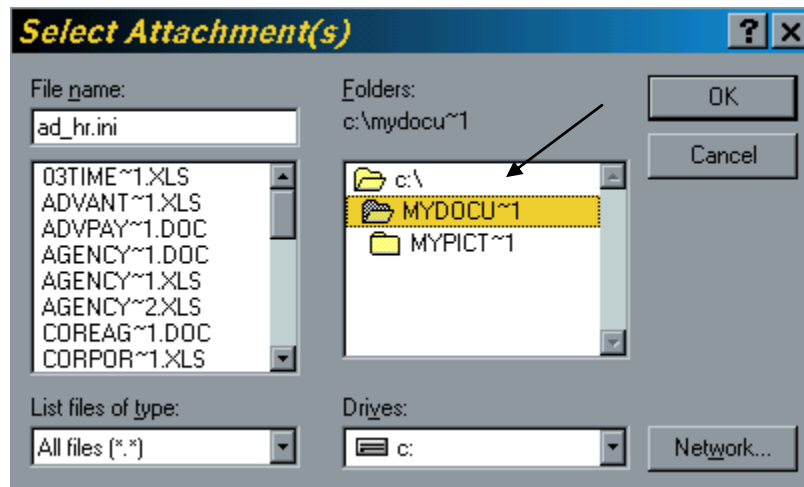 Select Attachment(s)
File name:
ad_hr.ini
03TIME~1.XLS
ADVANT~1.XLS
ADVPAY~1.DOC
AGENCY~1.DOC
AGENCY~1.XLS
AGENCY~2.XLS
COREAG~1.DOC
CORPOR~1.XLS
List files of type:
All files (*.*)
Folders:
c:\mydocu~1
c:\
MYDOCU~1
MYPICT~1
Drives:
c:
OK
Cancel
Network...